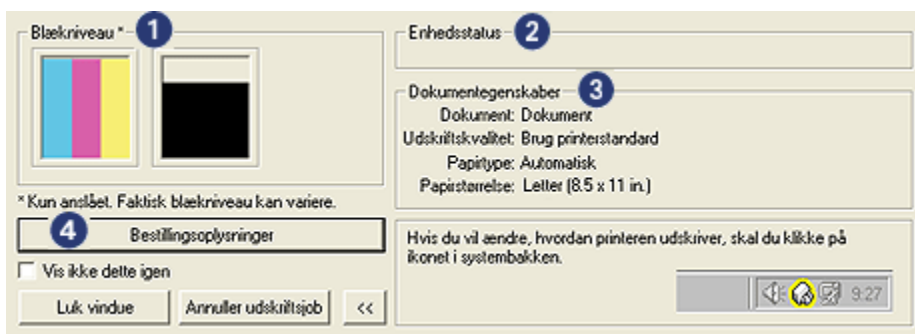 Blækniveau * 1
* Kun anslået. Faktisk blækniveau kan variere.
4 Bestillingsoplysninger
Vis ikke dette igen
Luk vindue Annuller udskriftsjob <<
Enhedsstatus 2
Dokumentegenskaber 3
Dokument: Dokument
Udskriftskvalitet: Brug printerstandard
Papirtype: Automatisk
Papirstørrelse: Letter (8.5 x 11 in.)
Hvis du vil ændre, hvordan printeren udskriver, skal du klikke på
ikonet i systembakken.
9:27